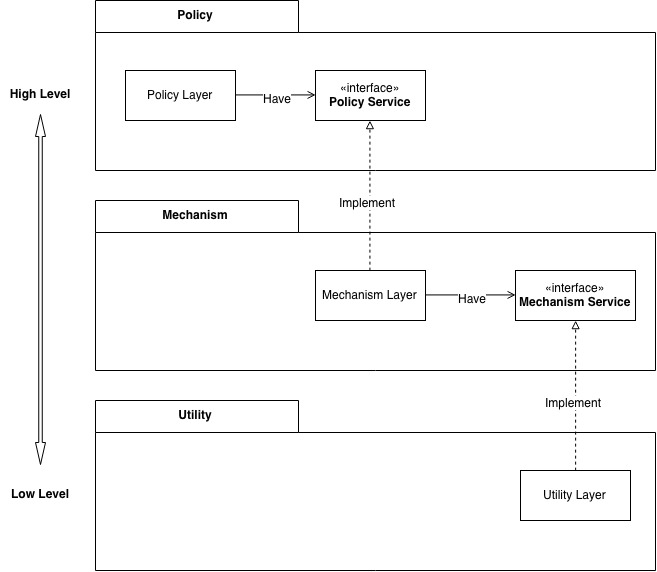 Policy
High Level
Policy Layer
Have
«interface»
Policy Service
Implement
Mechanism
Mechanism Layer
Have
«interface»
Mechanism Service
Implement
Utility
Low Level
Utility Layer